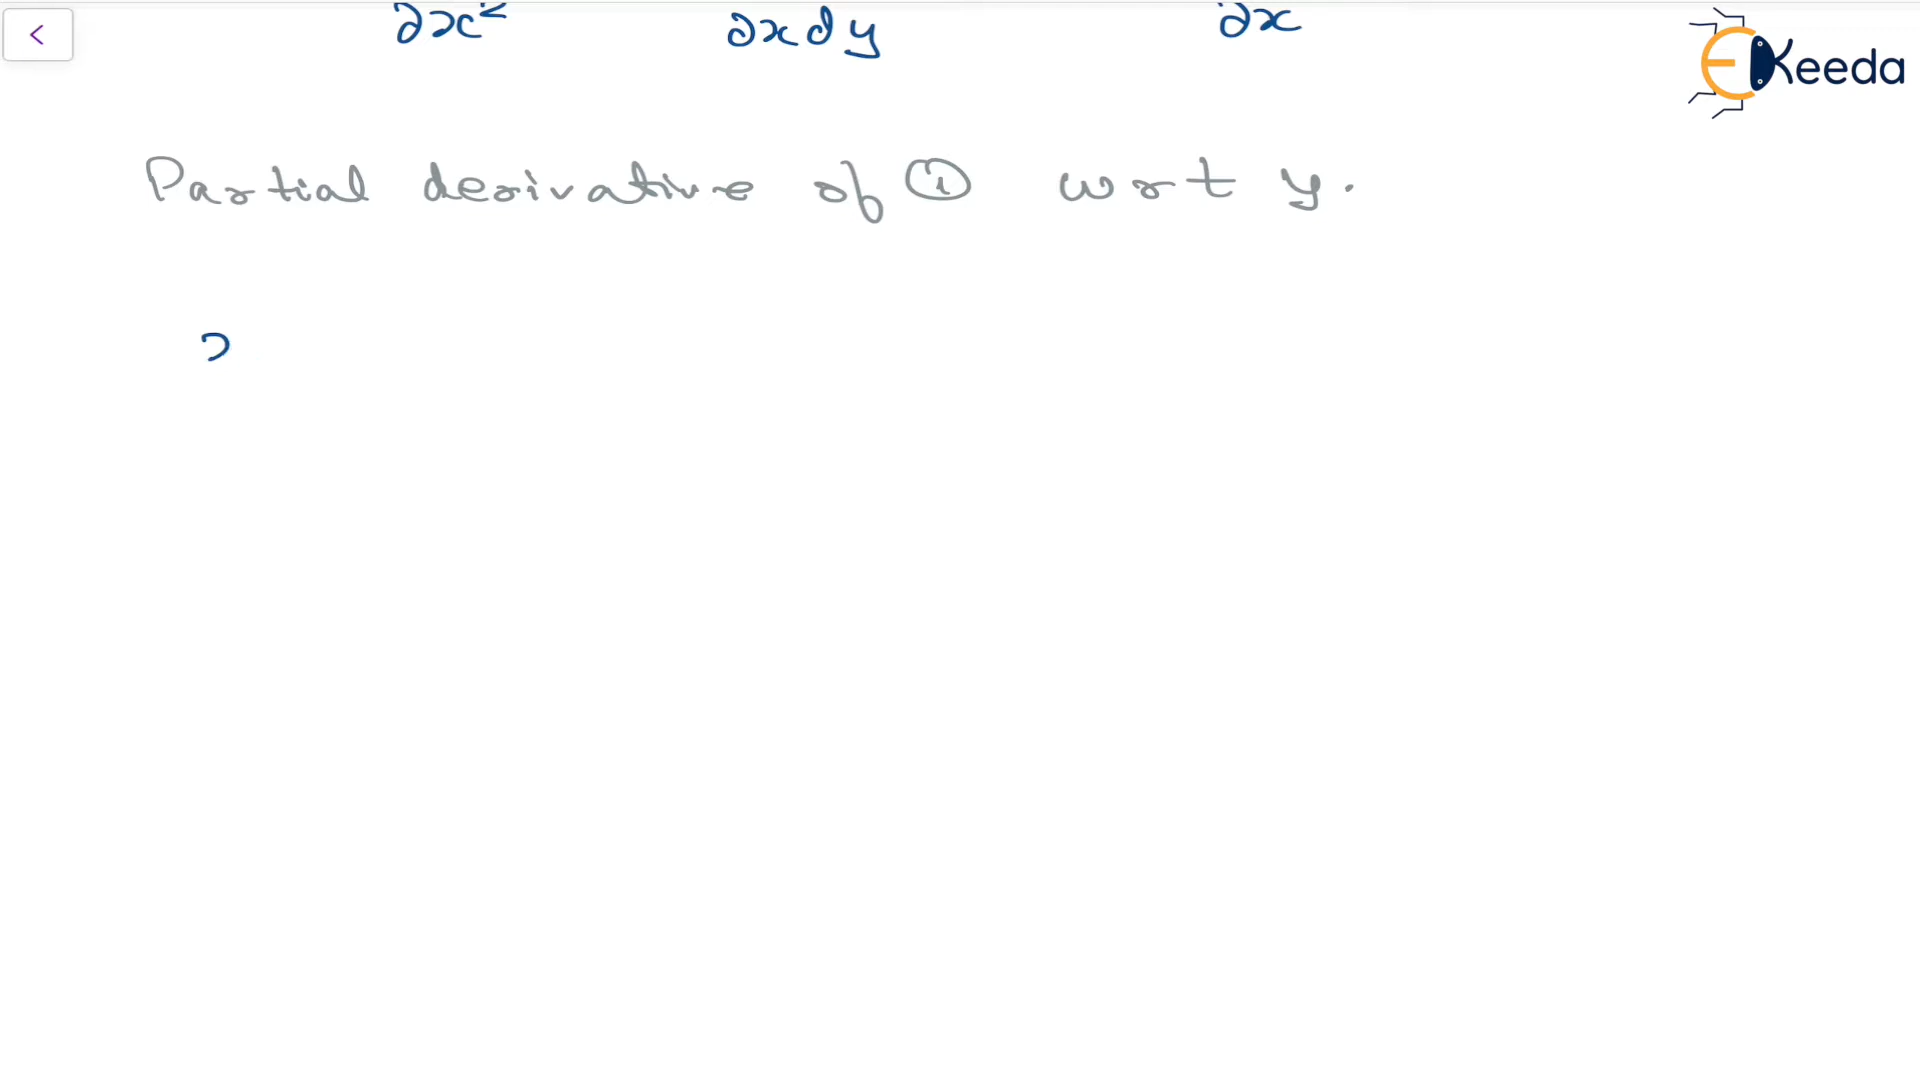 ∂x² ∂x∂y ∂x
EKeeda
Partial derivative of ① wrt y.